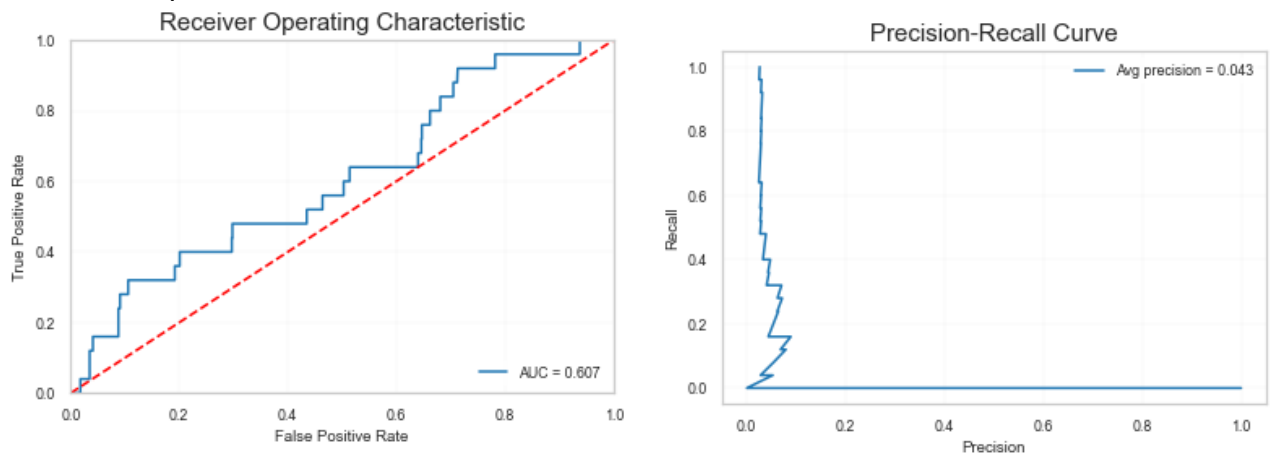 Receiver Operating Characteristic
1.0
0.8
0.6
0.4
0.2
0.0
True Positive Rate
AUC = 0.607
0.0 0.2 0.4 0.6 0.8 1.0
False Positive Rate
Precision-Recall Curve
Avg precision = 0.043
1.0
0.8
0.6
0.4
0.2
0.0
Recall
0.0 0.2 0.4 0.6 0.8 1.0
Precision